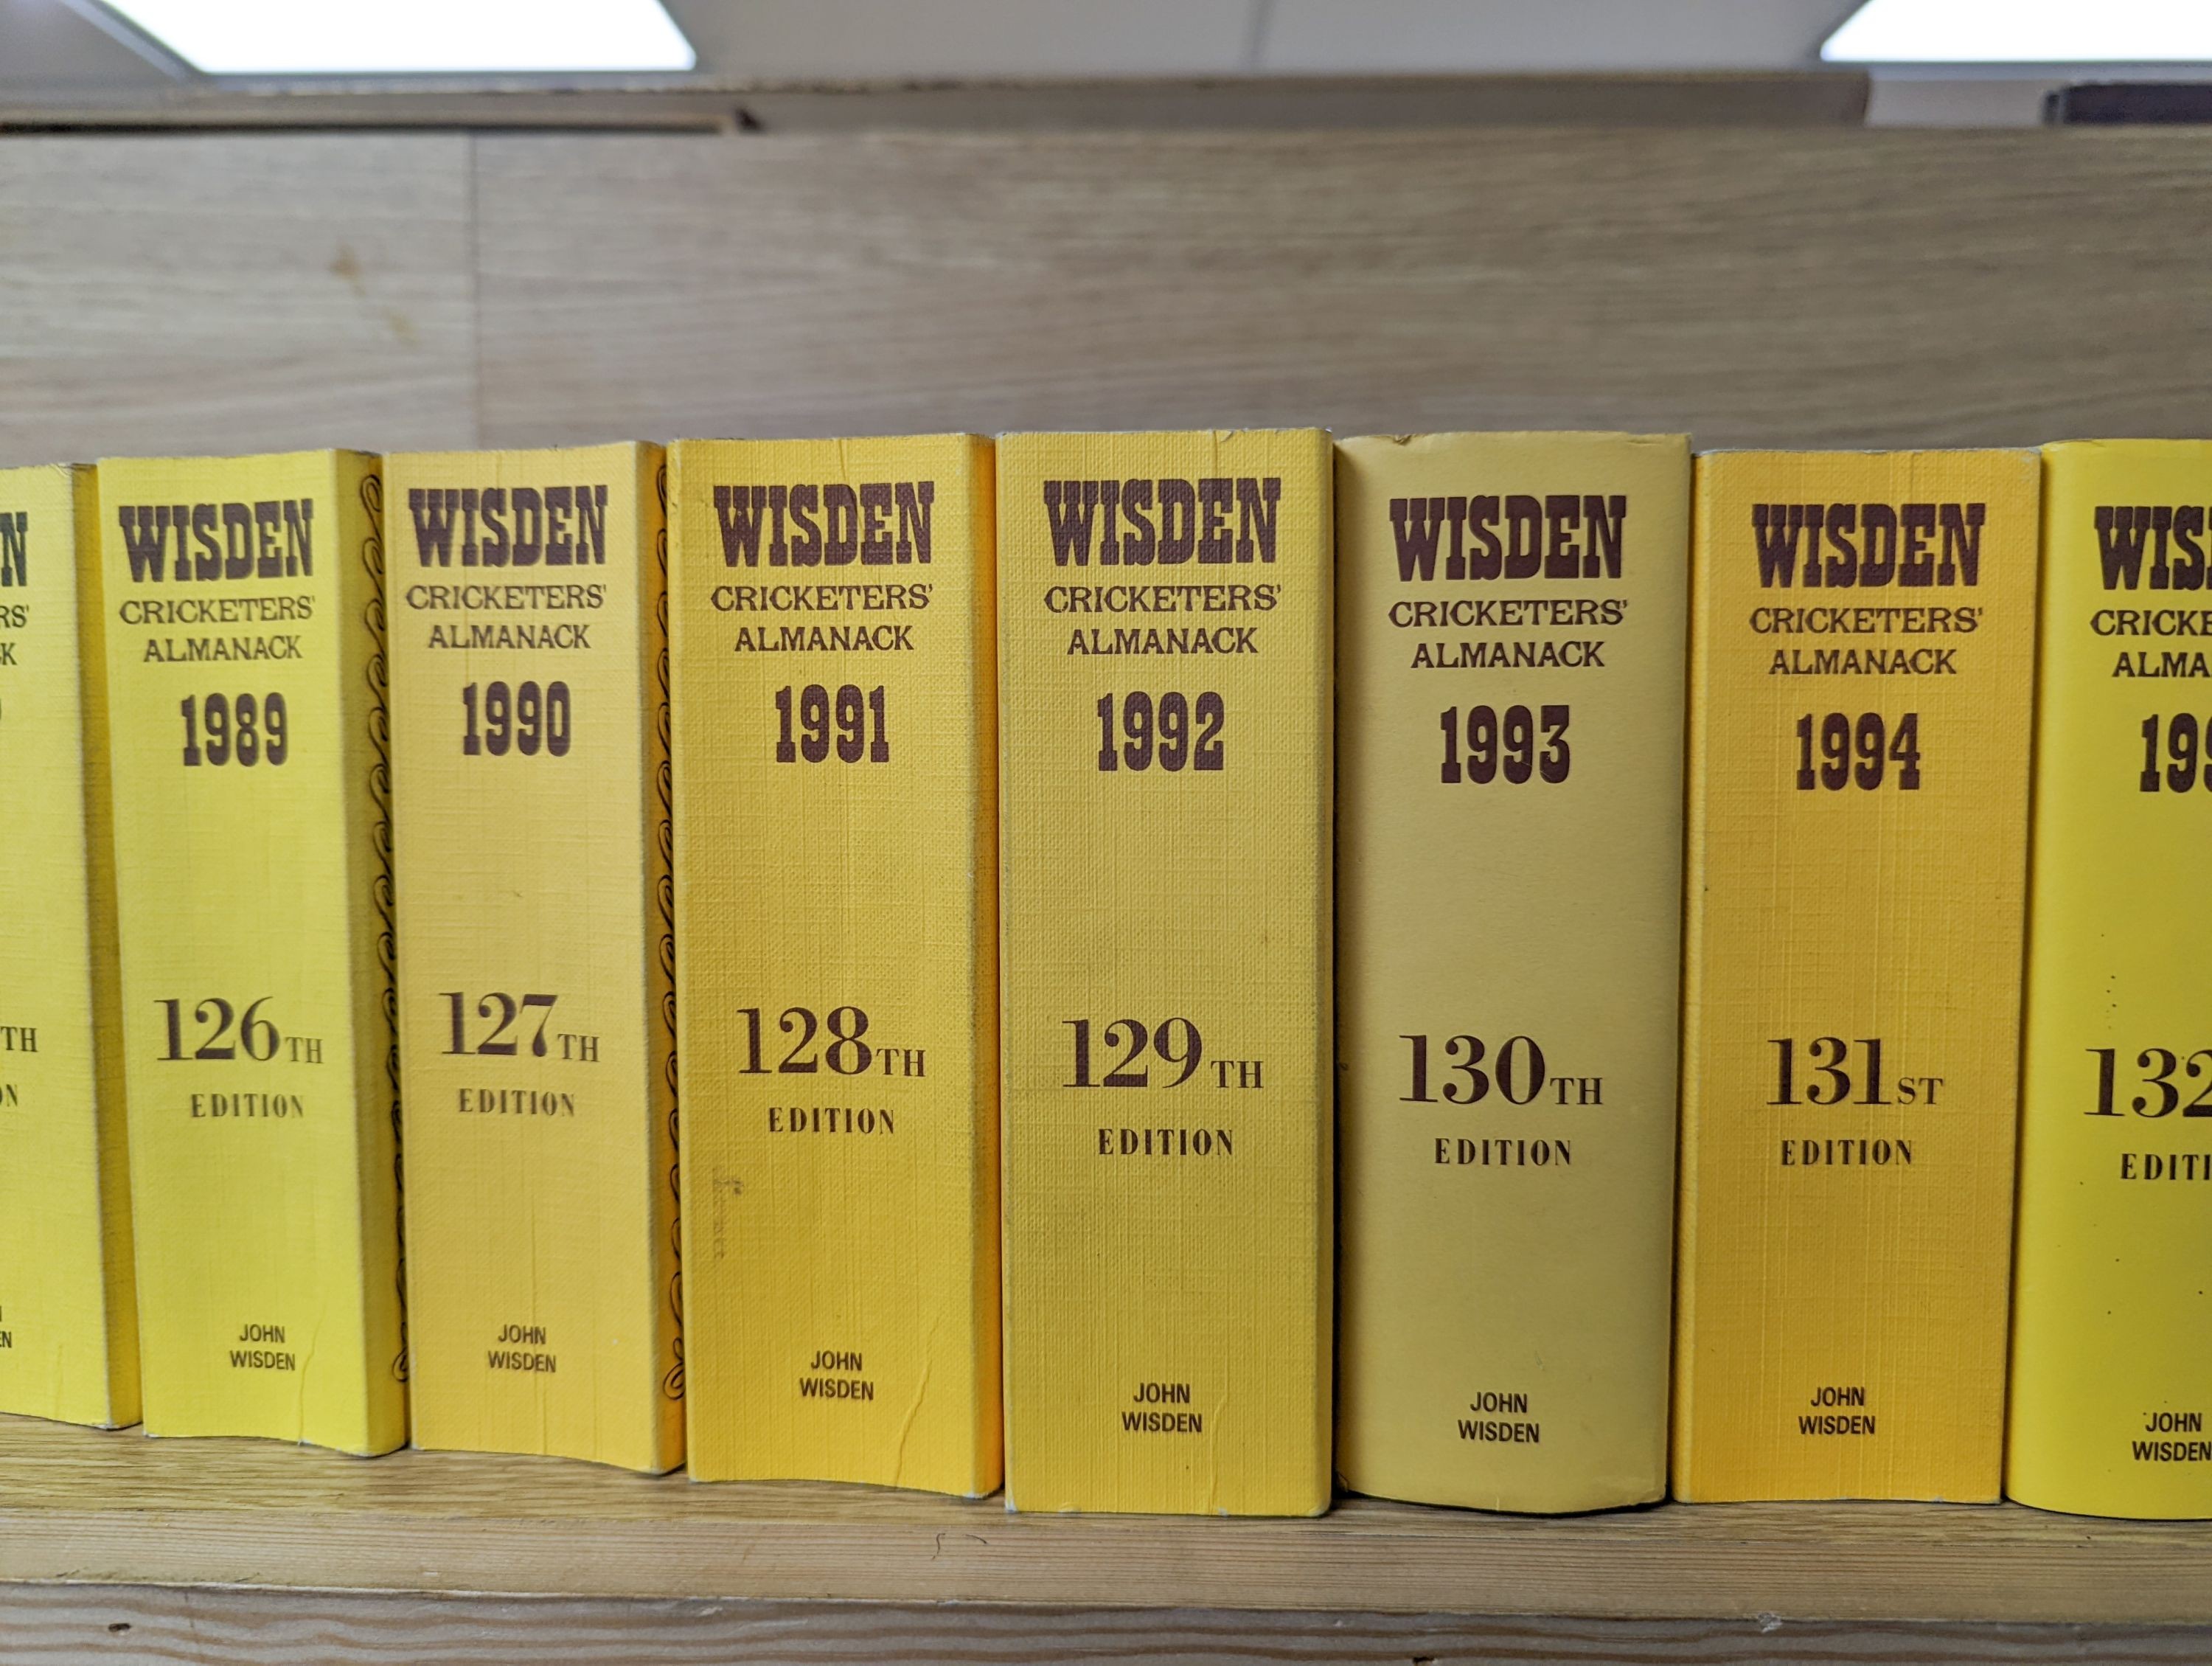 WISDEN
CRICKETERS'
ALMANACK
1989
126TH
EDITION
JOHN
WISDEN
WISDEN
CRICKETERS'
ALMANACK
1990
127TH
EDITION
JOHN
WISDEN
WISDEN
CRICKETERS'
ALMANACK
1991
128TH
EDITION
JOHN
WISDEN
WISDEN
CRICKETERS'
ALMANACK
1992
129TH
EDITION
JOHN
WISDEN
WISDEN
CRICKETERS'
ALMANACK
1993
130TH
EDITION
JOHN
WISDEN
WISDEN
CRICKETERS'
ALMANACK
1994
131ST
EDITION
JOHN
WISDEN
132
JOHN
WISDEN